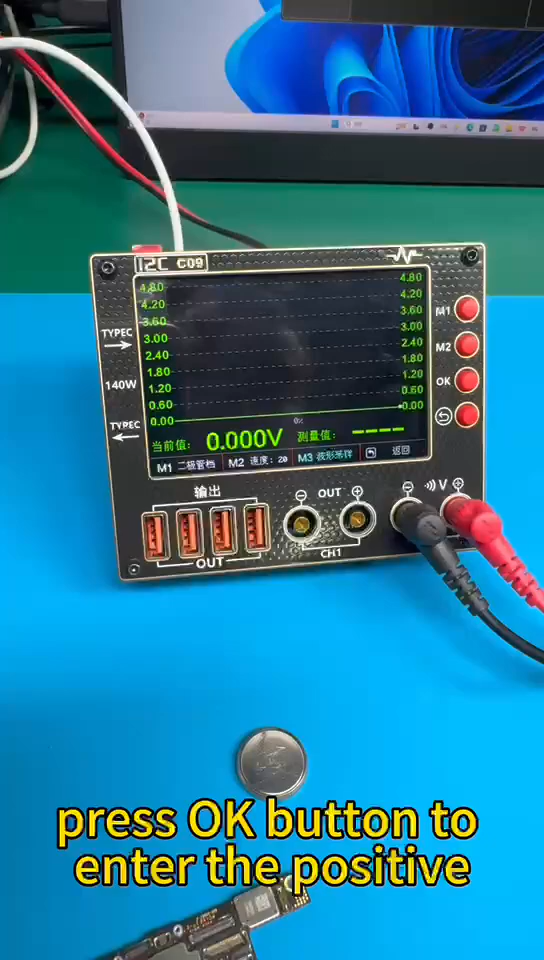 I2C C09
4.80 4.80
4.20 4.20
3.60 3.60
3.00 3.00
2.40 2.40
1.80 1.80
1.20 1.20
0.60 0.60
0.00 0.00
0%
当前值: 0.000V 测量值: ----
M1 二极管档 M2 速度: 20 M3 波形采样 返回
TYPEC
140W
TYPEC
M1
M2
OK
输出
OUT
OUT
CH1
V
press OK button to
enter the positive